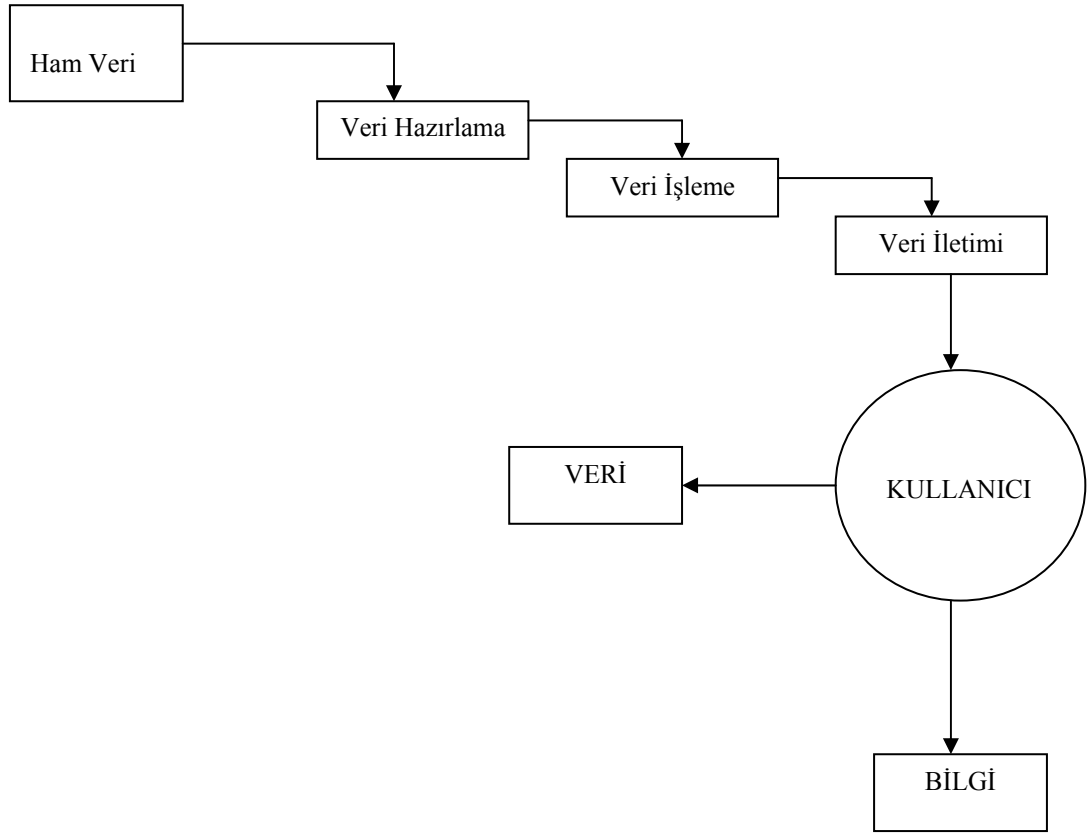 Ham Veri
Veri Hazırlama
Veri İşleme
Veri İletimi
VERİ
KULLANICI
BİLGİ